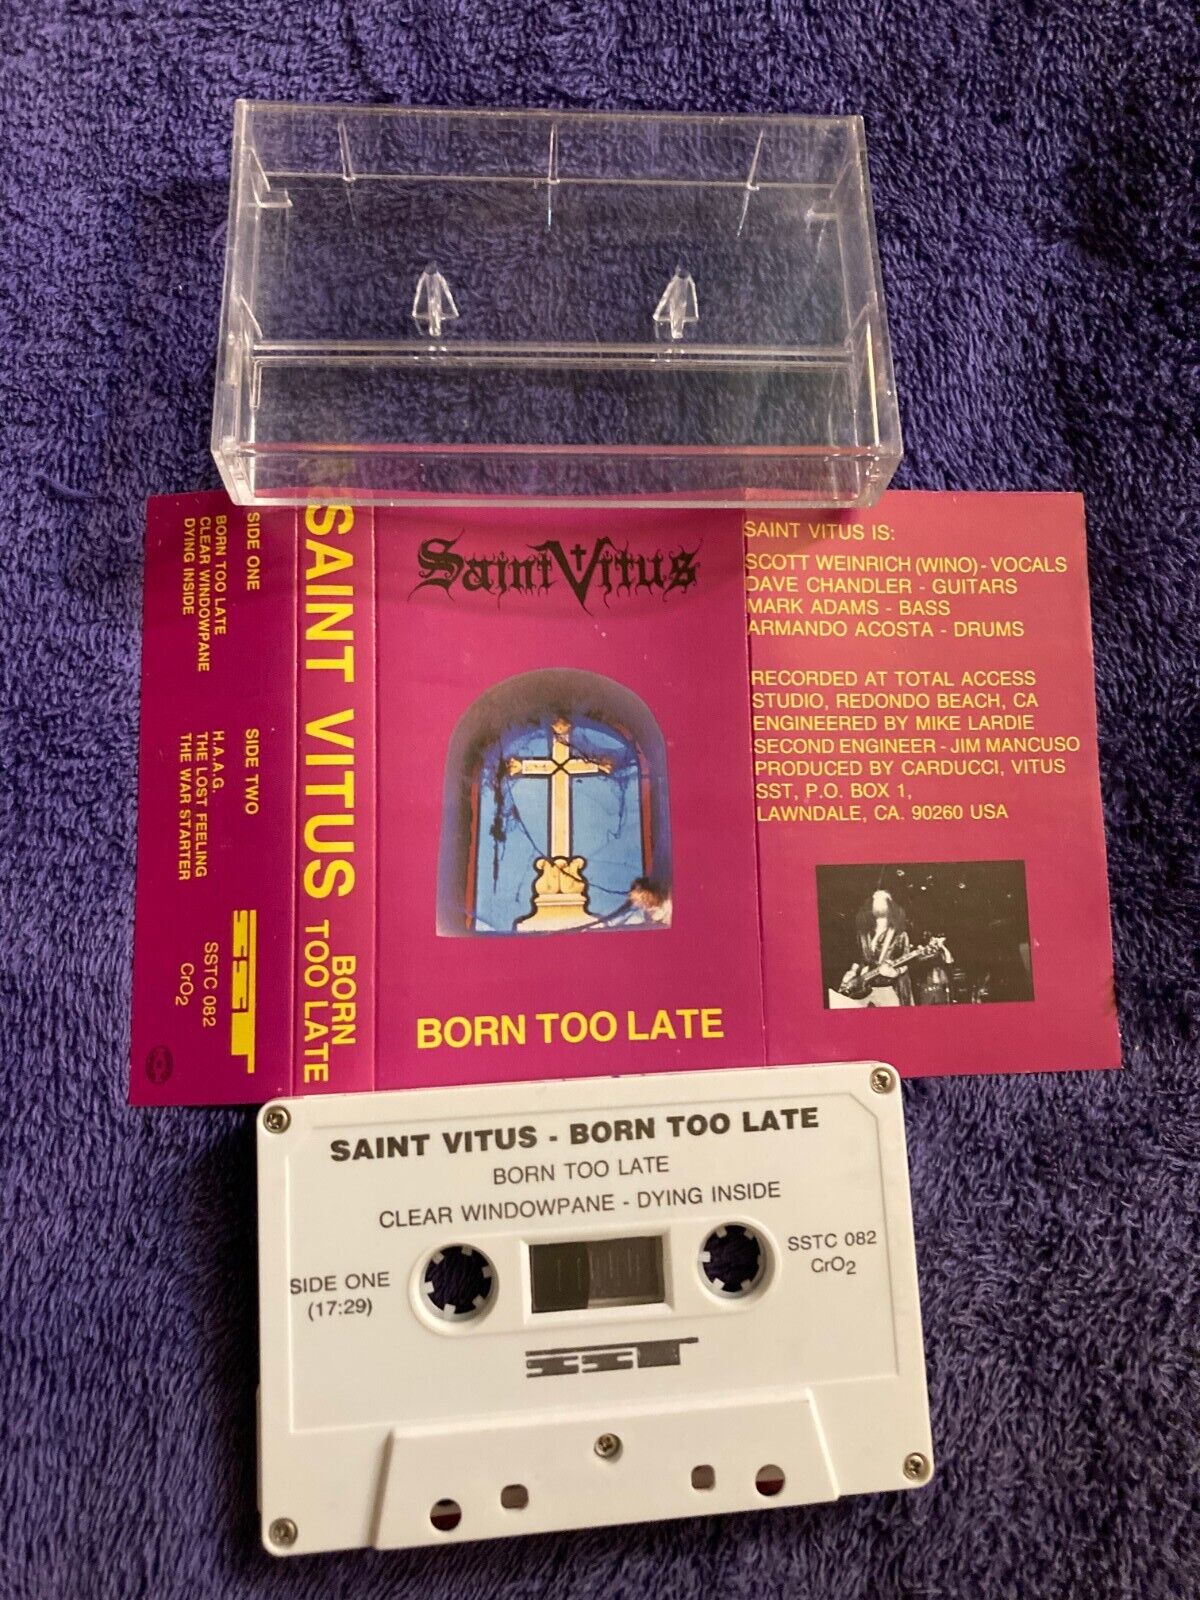 SIDE ONE
BORN TOO LATE
CLEAR WINDOWPANE
DYING INSIDE
SIDE TWO
H.A.A.G.
THE LOST FEELING
THE WAR STARTER
SST
SSTC 082
CrO2
SAINT VITUS
BORN
TOO LATE
Saint Vitus
BORN TOO LATE
SAINT VITUS IS:
SCOTT WEINRICH (WINO) - VOCALS
DAVE CHANDLER - GUITARS
MARK ADAMS - BASS
ARMANDO ACOSTA - DRUMS
RECORDED AT TOTAL ACCESS
STUDIO, REDONDO BEACH, CA
ENGINEERED BY MIKE LARDIE
SECOND ENGINEER - JIM MANCUSO
PRODUCED BY CARDUCCI, VITUS
SST, P.O. BOX 1,
LAWNDALE, CA. 90260 USA
SAINT VITUS - BORN TOO LATE
BORN TOO LATE
CLEAR WINDOWPANE - DYING INSIDE
SIDE ONE
(17:29)
SSTC 082
CrO2
SST